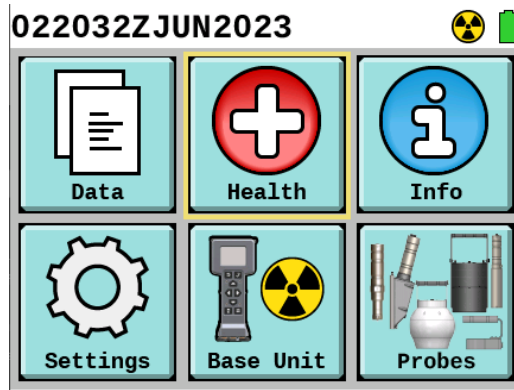 022032ZJUN2023
Data
Health
Info
Settings
Base Unit
Probes